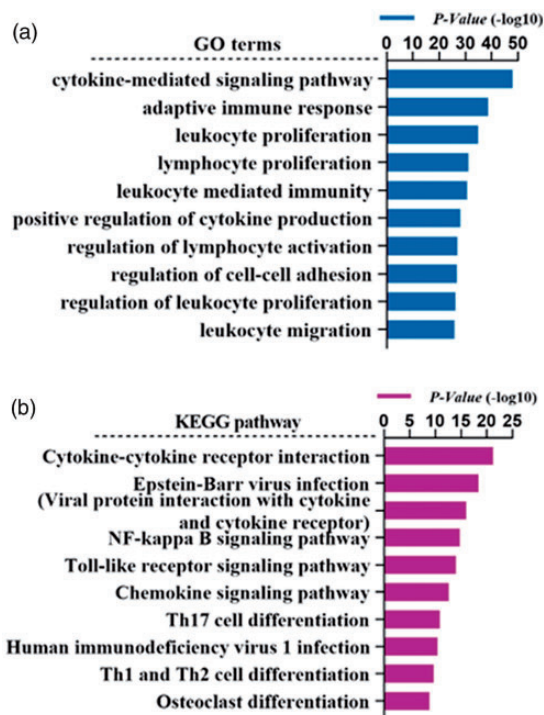 (a)
P-Value (-log10)
GO terms
0 10 20 30 40 50
cytokine-mediated signaling pathway
adaptive immune response
leukocyte proliferation
lymphocyte proliferation
leukocyte mediated immunity
positive regulation of cytokine production
regulation of lymphocyte activation
regulation of cell-cell adhesion
regulation of leukocyte proliferation
leukocyte migration
(b)
P-Value (-log10)
KEGG pathway
0 5 10 15 20 25
Cytokine-cytokine receptor interaction
Epstein-Barr virus infection
(Viral protein interaction with cytokine
and cytokine receptor)
NF-kappa B signaling pathway
Toll-like receptor signaling pathway
Chemokine signaling pathway
Th17 cell differentiation
Human immunodeficiency virus 1 infection
Th1 and Th2 cell differentiation
Osteoclast differentiation